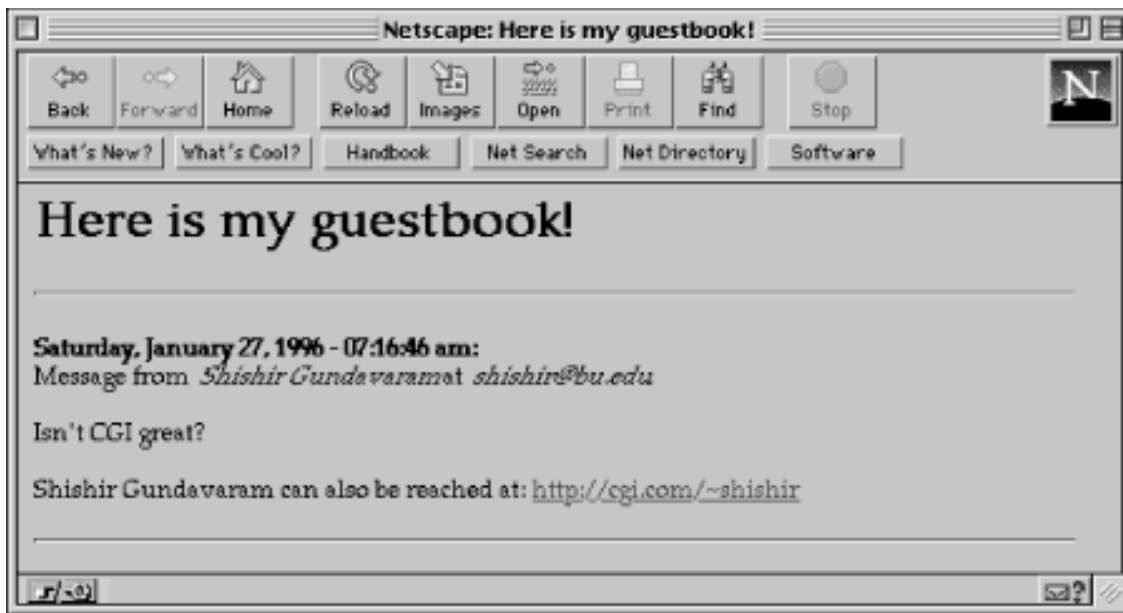 Netscape: Here is my guestbook!
Back Forward Home Reload Images Open Print Find Stop
N
What's New? What's Cool? Handbook Net Search Net Directory Software
Here is my guestbook!
Saturday, January 27, 1996 - 07:16:46 am:
Message from Shishir Gundavaramat shishir@bu.edu
Isn't CGI great?
Shishir Gundavaram can also be reached at: http://cgi.com/~shishir
?